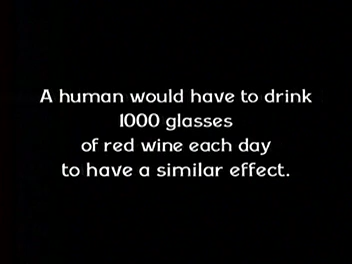 A human would have to drink
1000 glasses
of red wine each day
to have a similar effect.